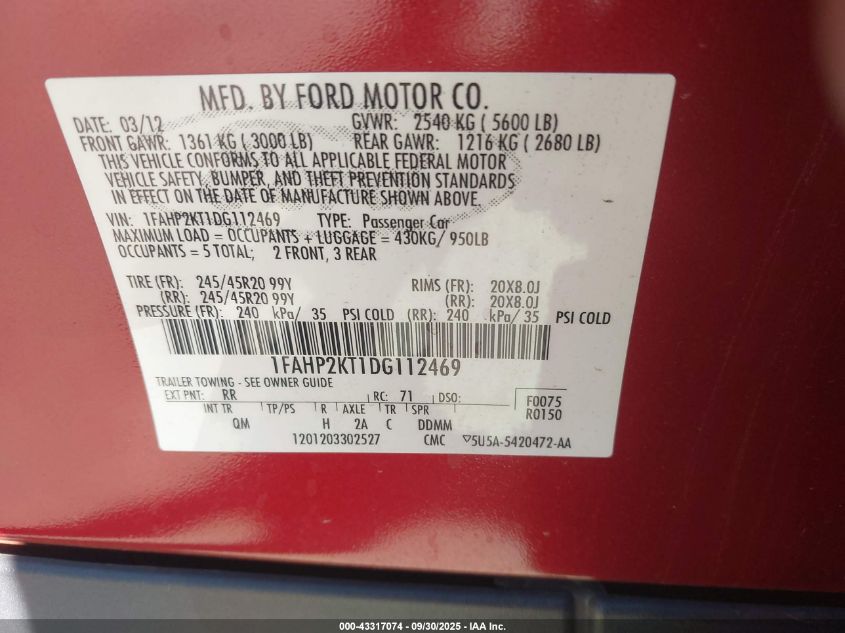 MFD. BY FORD MOTOR CO.
DATE: 03/12 GVWR: 2540 KG ( 5600 LB)
FRONT GAWR: 1361 KG ( 3000 LB) REAR GAWR: 1216 KG ( 2680 LB)
THIS VEHICLE CONFORMS TO ALL APPLICABLE FEDERAL MOTOR
VEHICLE SAFETY, BUMPER, AND THEFT PREVENTION STANDARDS
IN EFFECT ON THE DATE OF MANUFACTURE SHOWN ABOVE.
VIN: 1FAHP2KT1DG112469 TYPE: Passenger Car
MAXIMUM LOAD = OCCUPANTS + LUGGAGE = 430KG/ 950LB
OCCUPANTS = 5 TOTAL; 2 FRONT, 3 REAR
TIRE (FR): 245/45R20 99Y RIMS (FR): 20X8.0J
(RR): 245/45R20 99Y (RR): 20X8.0J
PRESSURE (FR): 240 kPa/ 35 PSI COLD (RR): 240 kPa/ 35 PSI COLD
1FAHP2KT1DG112469
TRAILER TOWING - SEE OWNER GUIDE
EXT PNT: RR RC: 71 DSO: F0075
INT TR TP/PS R AXLE TR SPR R0150
QM H 2A C DDMM
1201203302527 CMC ▽5U5A-5420472-AA
000-43317074 - 09/30/2025 - IAA Inc.